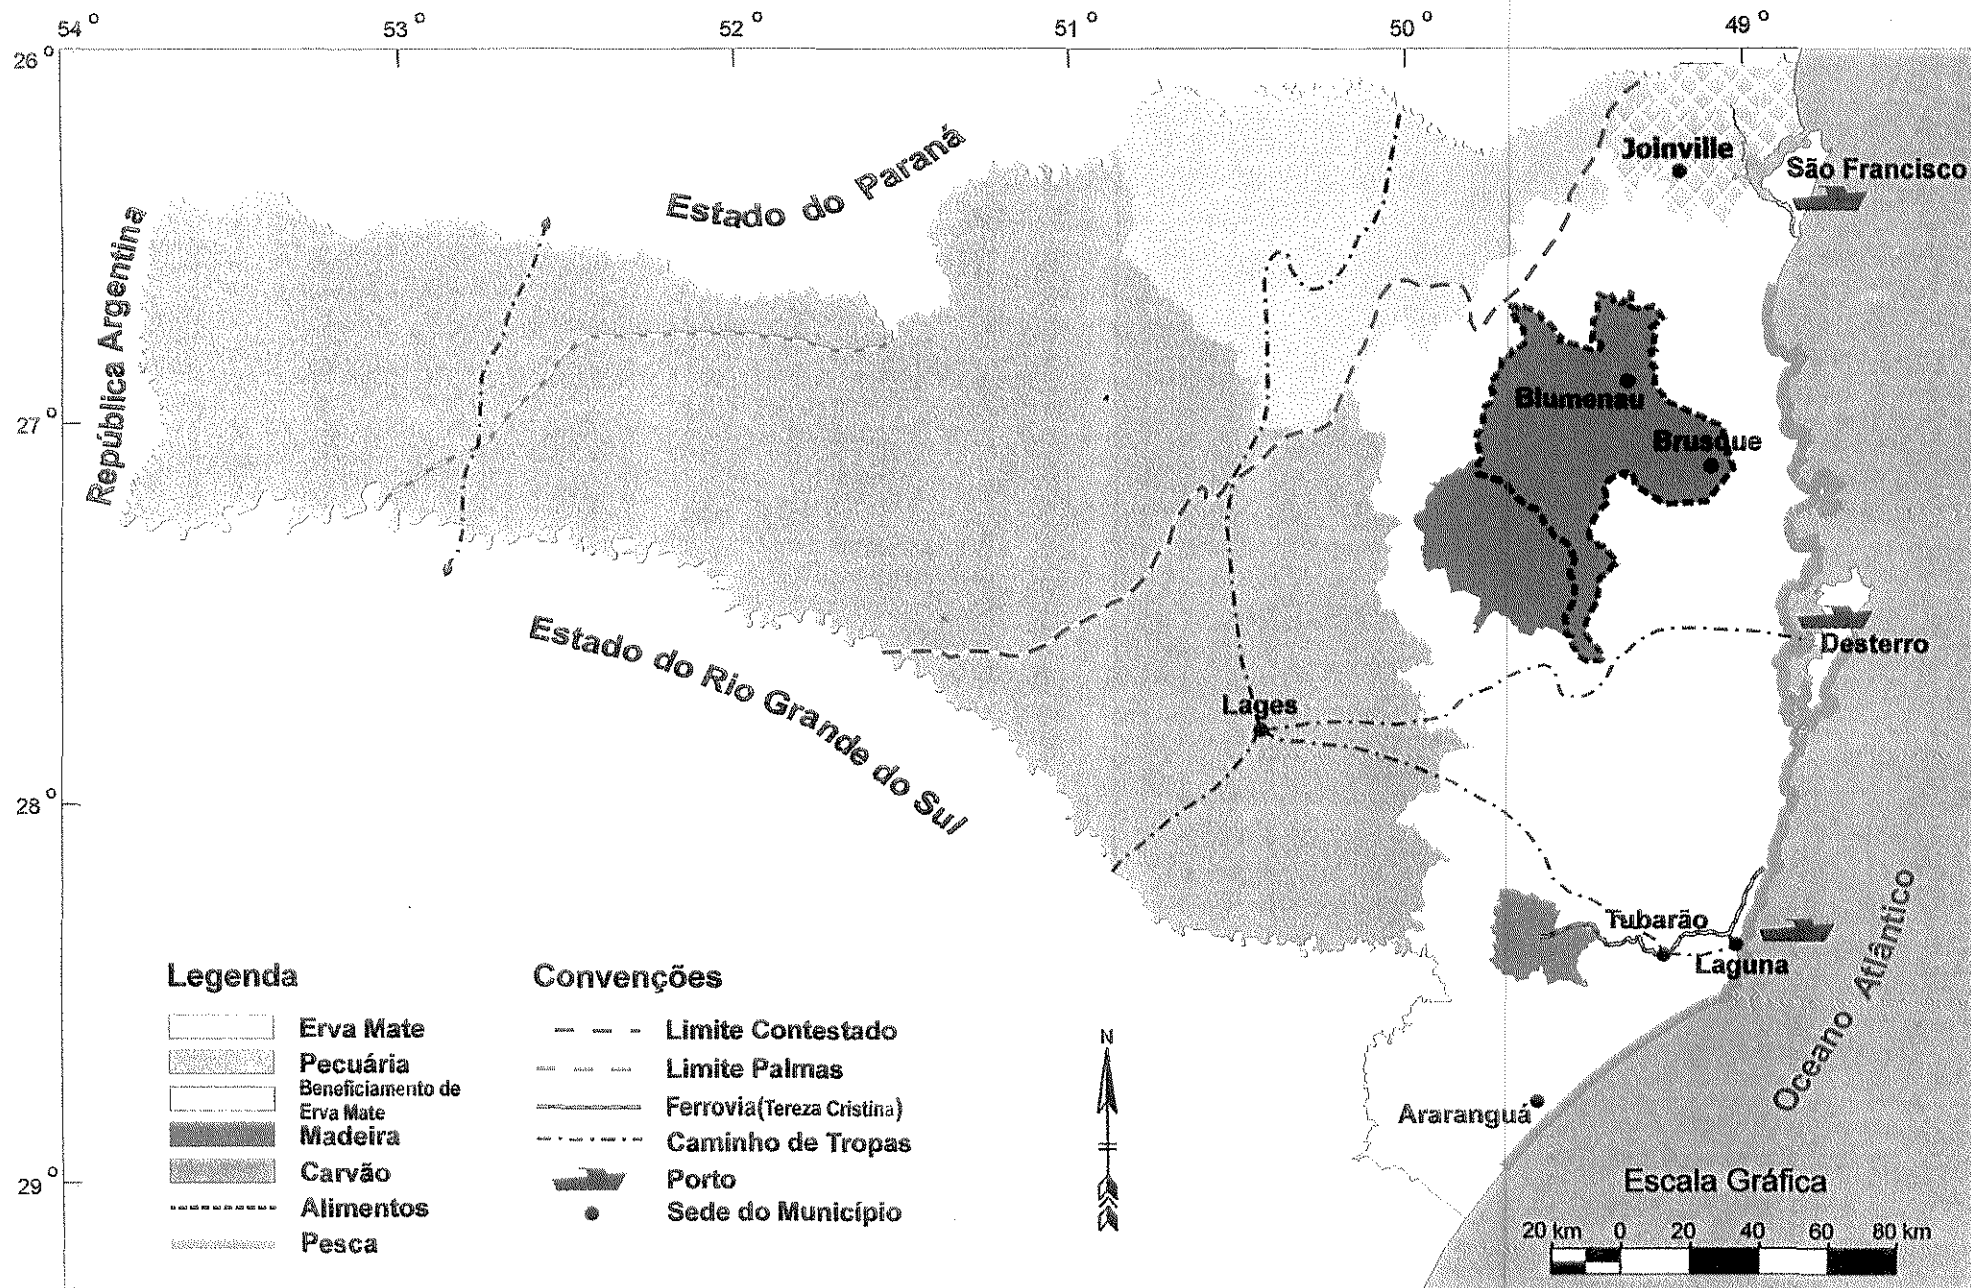 54° 53° 52° 51° 50° 49°
26°
27°
28°
29°
República Argentina
Estado do Paraná
Estado do Rio Grande do Sul
Joinville
São Francisco
Blumenau
Brusque
Desterro
Lages
Tubarão
Laguna
Araranguá
Oceano Atlântico
Legenda
Erva Mate
Pecuária
Beneficiamento de
Erva Mate
Madeira
Carvão
Alimentos
Pesca
Convenções
Limite Contestado
Limite Palmas
Ferrovia(Tereza Cristina)
Caminho de Tropas
Porto
Sede do Município
N
Escala Gráfica
20 km 0 20 40 60 80 km